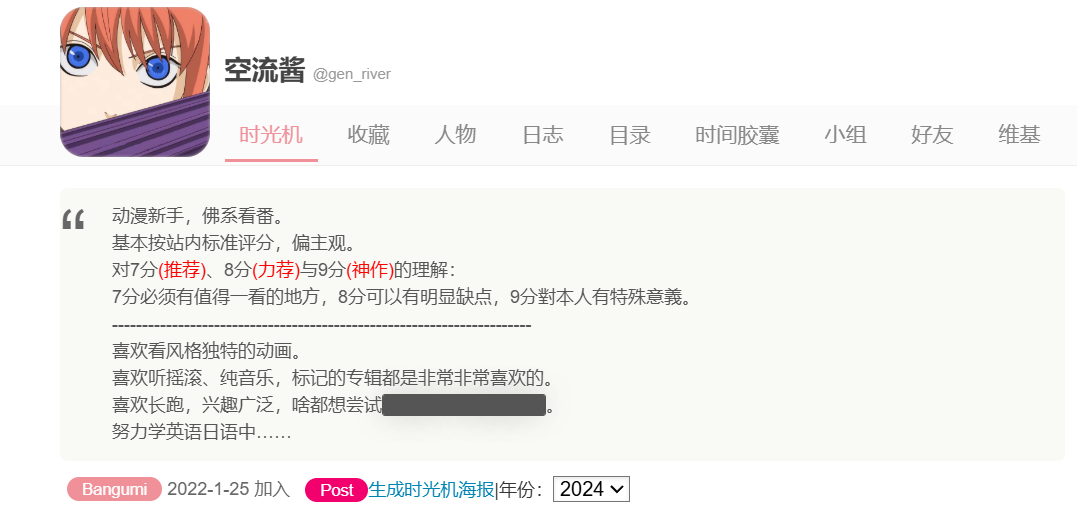 空流酱 @gen_river
时光机 收藏 人物 日志 目录 时间胶囊 小组 好友 维基
“
动漫新手，佛系看番。
基本按站内标准评分，偏主观。
对7分(推荐)、8分(力荐)与9分(神作)的理解：
7分必须有值得一看的地方，8分可以有明显缺点，9分對本人有特殊意義。
----------------------------------------------------------------------
喜欢看风格独特的动画。
喜欢听摇滚、纯音乐，标记的专辑都是非常非常喜欢的。
喜欢长跑，兴趣广泛，啥都想尝试。
努力学英语日语中……
Bangumi 2022-1-25 加入 Post 生成时光机海报|年份： 2024